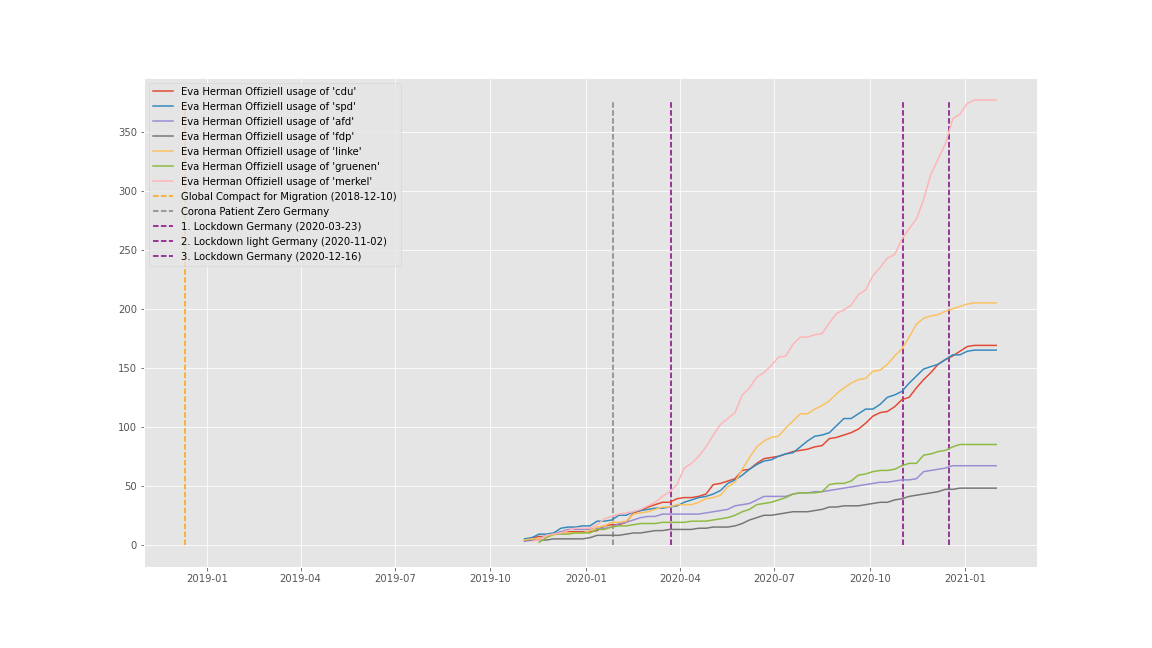 Eva Herman Offiziell usage of 'cdu'
Eva Herman Offiziell usage of 'spd'
Eva Herman Offiziell usage of 'afd'
Eva Herman Offiziell usage of 'fdp'
Eva Herman Offiziell usage of 'linke'
Eva Herman Offiziell usage of 'gruenen'
Eva Herman Offiziell usage of 'merkel'
Global Compact for Migration (2018-12-10)
Corona Patient Zero Germany
1. Lockdown Germany (2020-03-23)
2. Lockdown light Germany (2020-11-02)
3. Lockdown Germany (2020-12-16)
350
300
250
200
150
100
50
0
2019-01 2019-04 2019-07 2019-10 2020-01 2020-04 2020-07 2020-10 2021-01